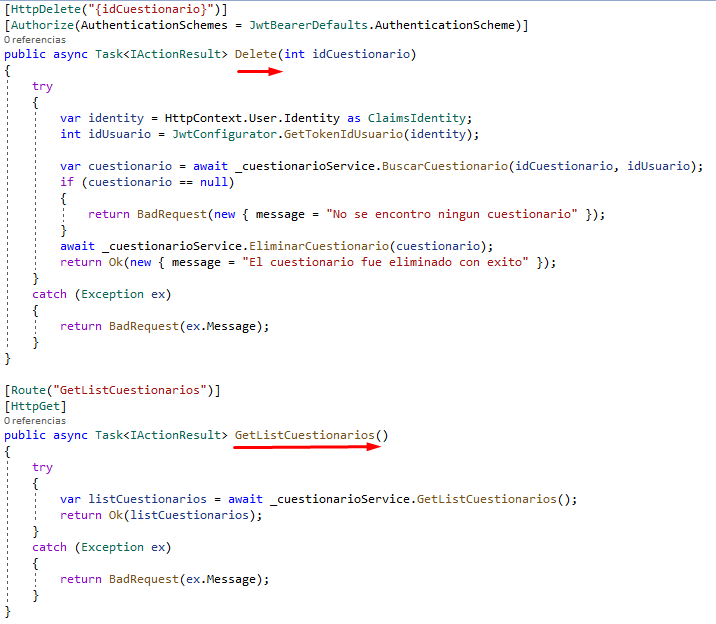 [HttpDelete("{idCuestionario}")]
[Authorize(AuthenticationSchemes = JwtBearerDefaults.AuthenticationScheme)]
0 referencias
public async Task<IActionResult> Delete(int idCuestionario)
{
try
{
var identity = HttpContext.User.Identity as ClaimsIdentity;
int idUsuario = JwtConfigurator.GetTokenIdUsuario(identity);
var cuestionario = await _cuestionarioService.BuscarCuestionario(idCuestionario, idUsuario);
if (cuestionario == null)
{
return BadRequest(new { message = "No se encontro ningun cuestionario" });
}
await _cuestionarioService.EliminarCuestionario(cuestionario);
return Ok(new { message = "El cuestionario fue eliminado con exito" });
}
catch (Exception ex)
{
return BadRequest(ex.Message);
}
}
[Route("GetListCuestionarios")]
[HttpGet]
0 referencias
public async Task<IActionResult> GetListCuestionarios()
{
try
{
var listCuestionarios = await _cuestionarioService.GetListCuestionarios();
return Ok(listCuestionarios);
}
catch (Exception ex)
{
return BadRequest(ex.Message);
}
}